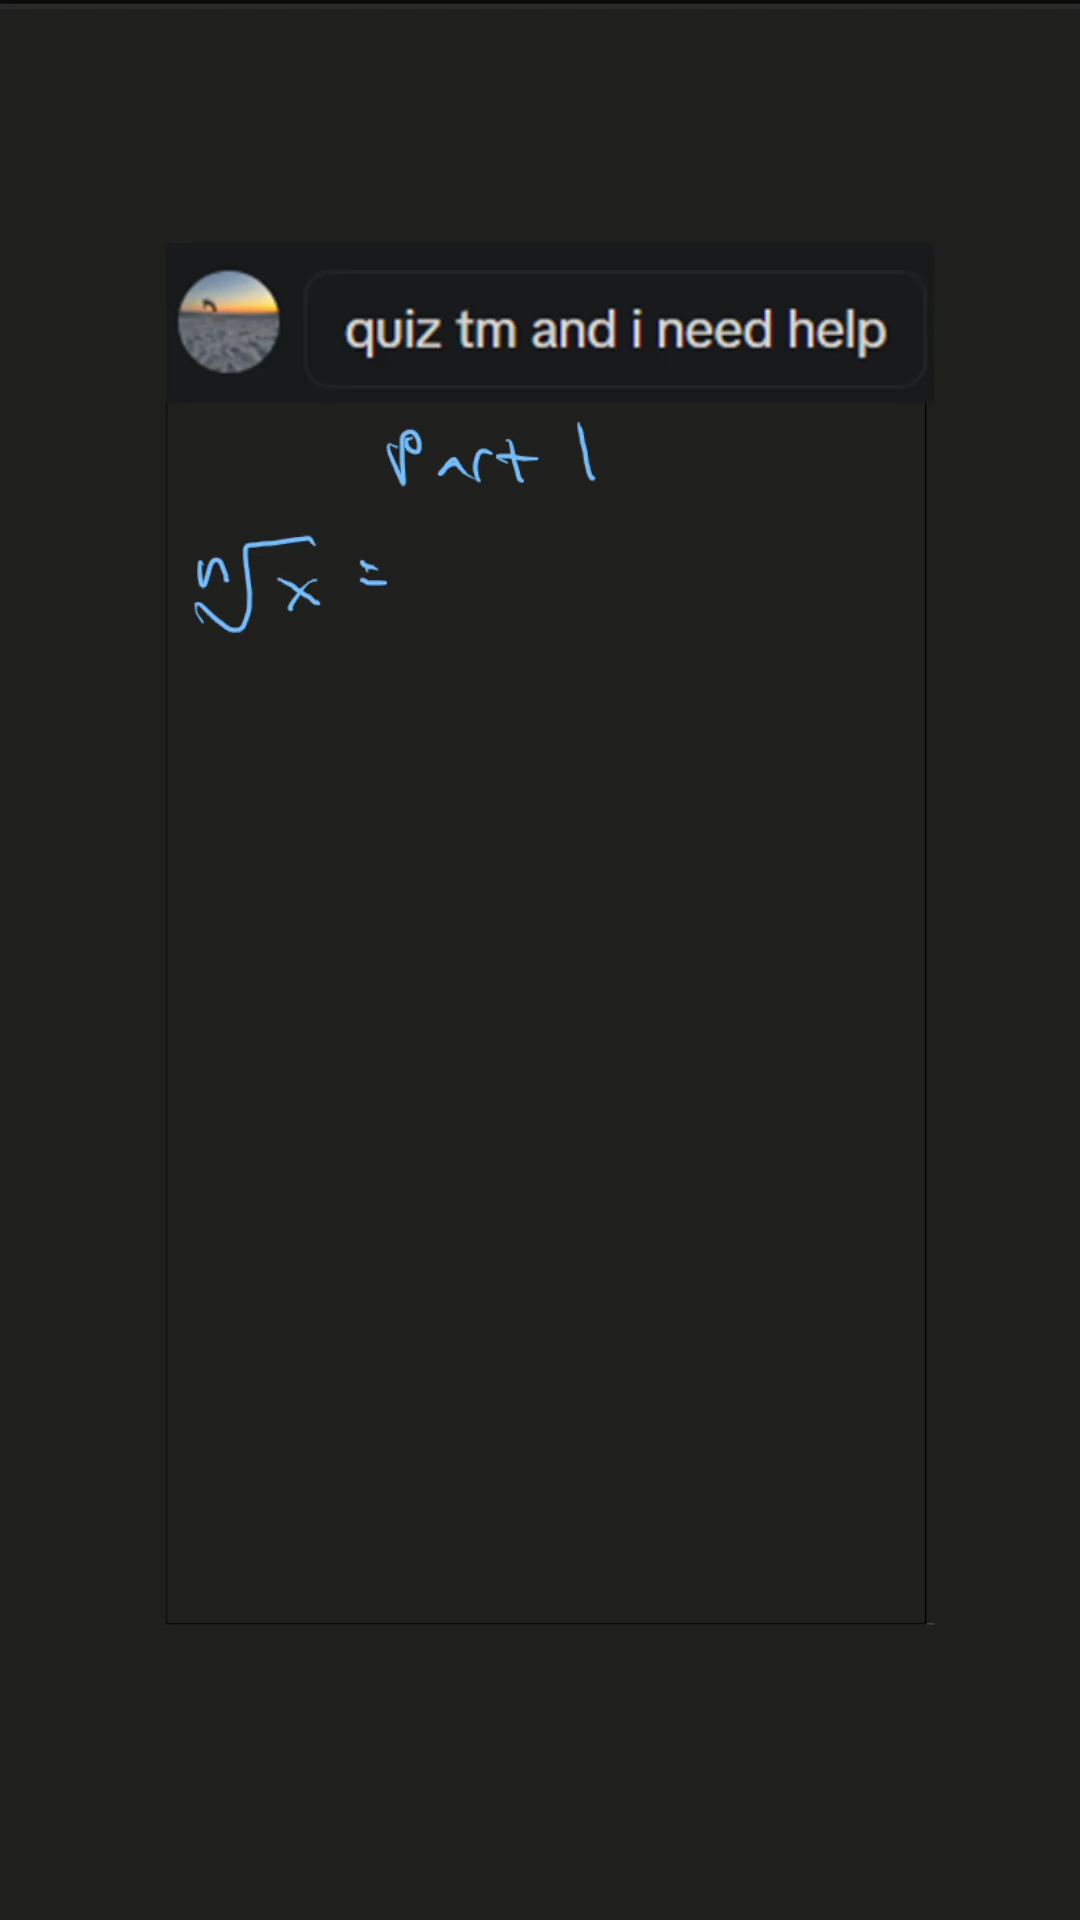 quiz tm and i need help
Part 1
ⁿ√x =